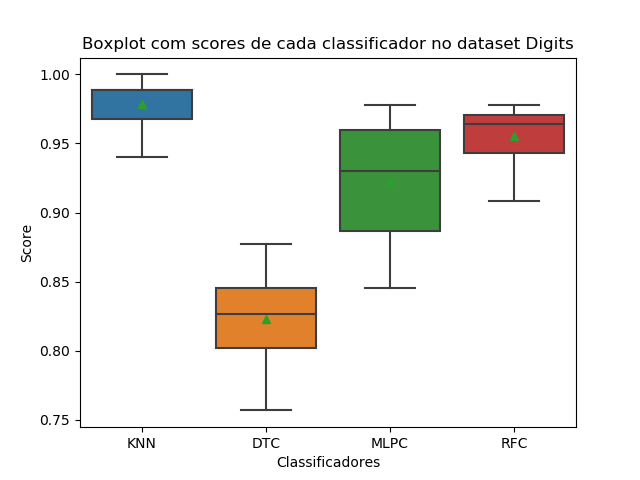 Boxplot com scores de cada classificador no dataset Digits
1.00
0.95
0.90
0.85
0.80
0.75
Score
KNN DTC MLPC RFC
Classificadores